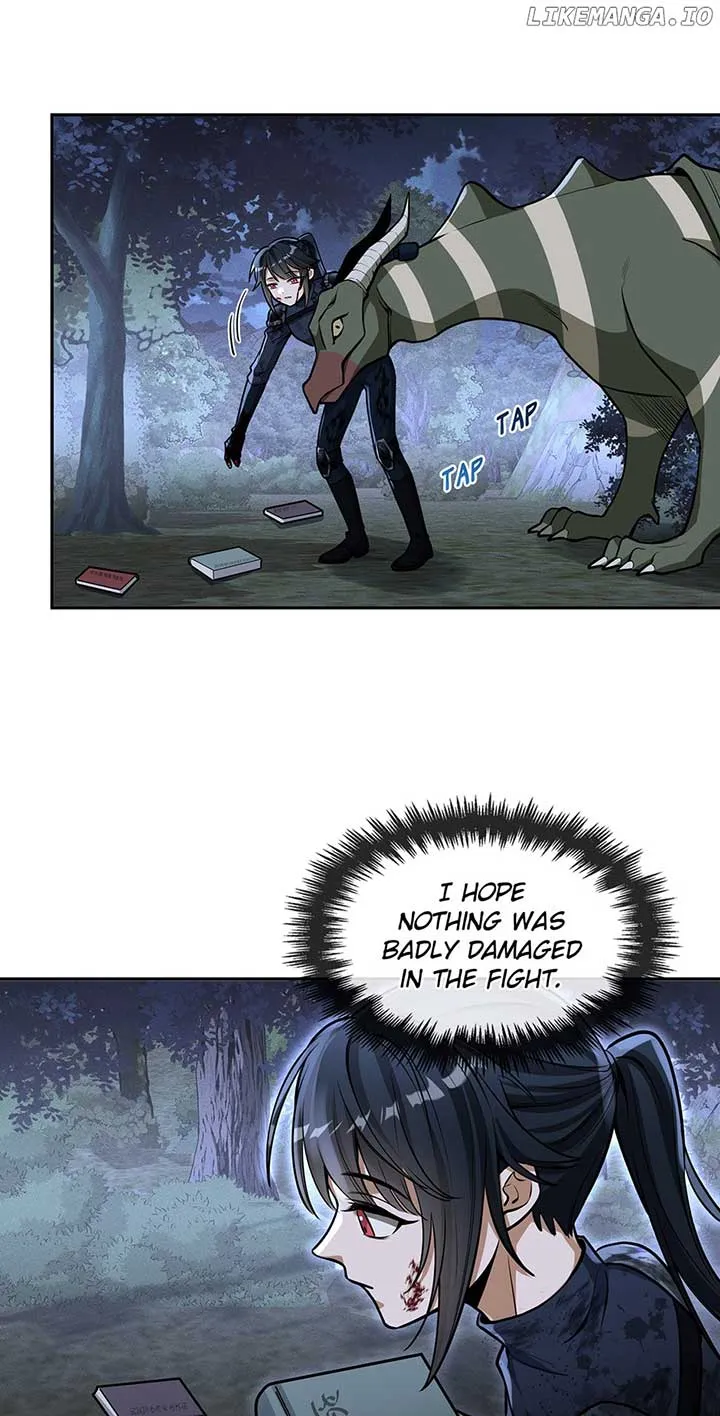 LIKEMANGA.IO
TAP
TAP
I HOPE
NOTHING WAS
BADLY DAMAGED
IN THE FIGHT.